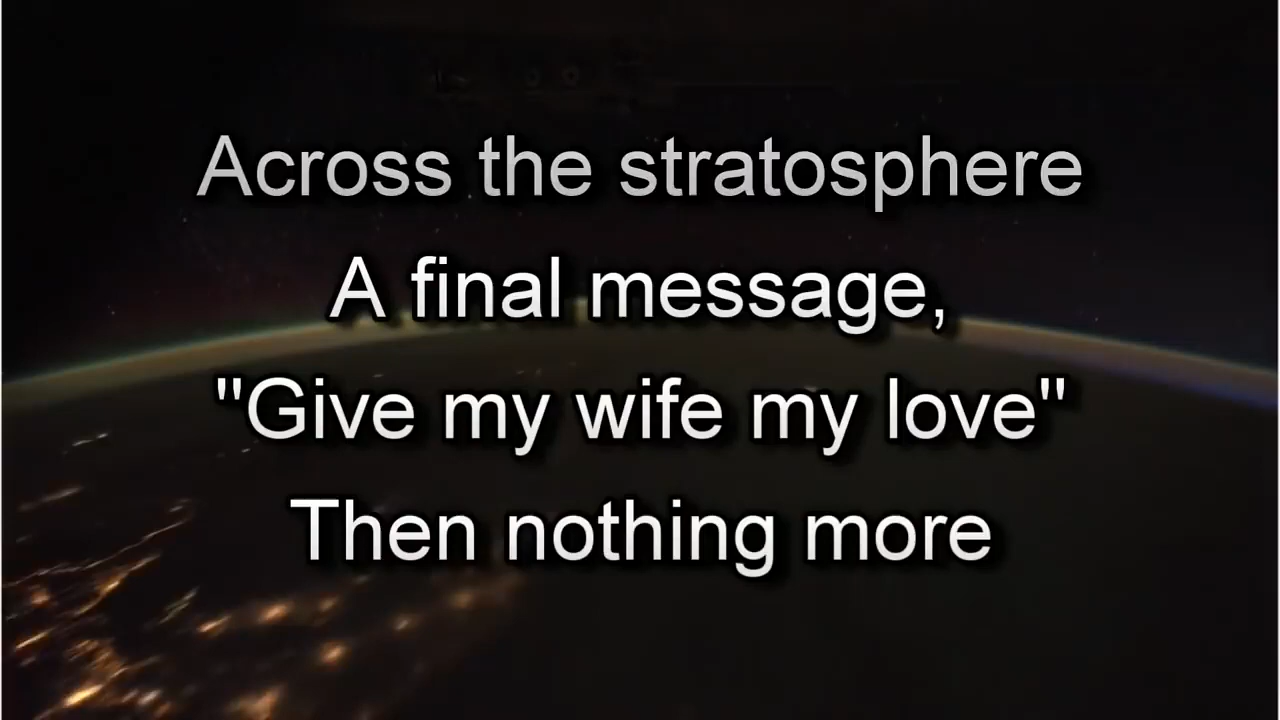 Across the stratosphere
A final message,
"Give my wife my love"
Then nothing more